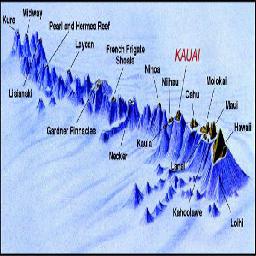 Kure
Midway
Pearl and Hermes Reef
Laysan
French Frigate
Shoals
KAUAI
Nihoa
Niihau
Oahu
Molokai
Maui
Hawaii
Lisianski
Gardner Pinnacles
Necker
Kaula
Lanai
Kahoolawe
Loihi